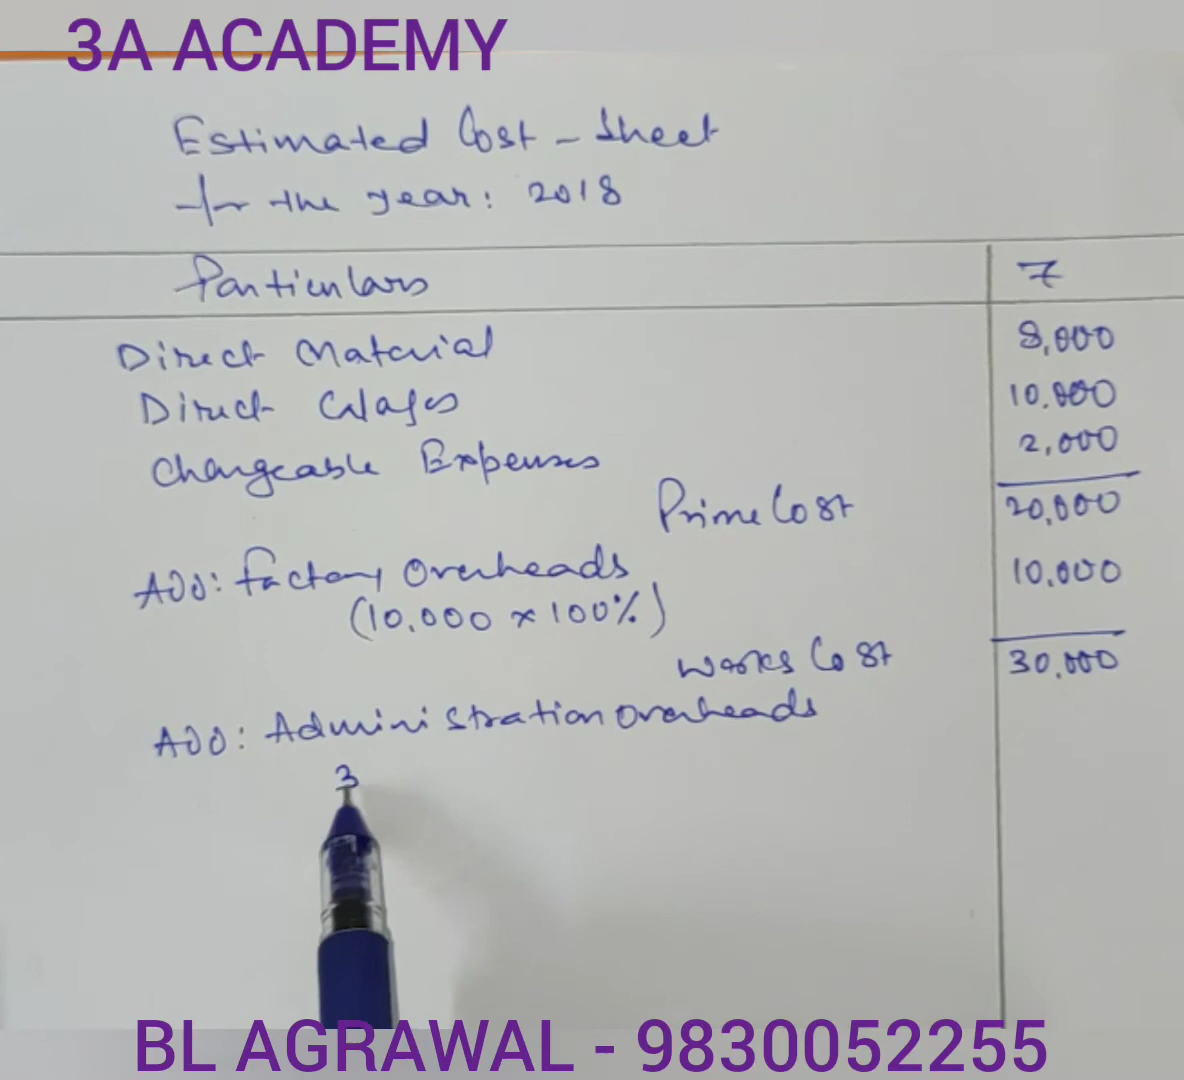 3A ACADEMY
Estimated Cost - Sheet
for the year: 2018
Particulars ₹
Direct Material 8,000
Direct Wages 10,000
Chargeable Expenses 2,000
Prime Cost 20,000
Add: Factory Overheads 10,000
(10,000 × 100%)
Works Cost 30,000
Add: Administration Overheads
3
BL AGRAWAL - 9830052255